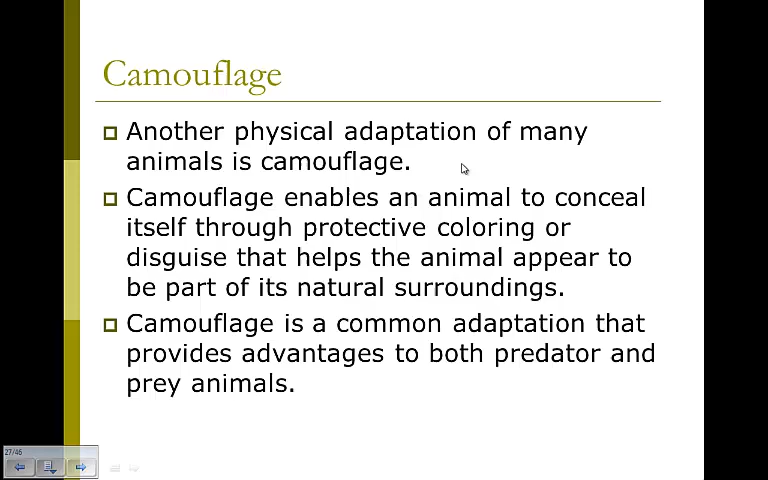 Camouflage
Another physical adaptation of many
animals is camouflage.
Camouflage enables an animal to conceal
itself through protective coloring or
disguise that helps the animal appear to
be part of its natural surroundings.
Camouflage is a common adaptation that
provides advantages to both predator and
prey animals.
27/46